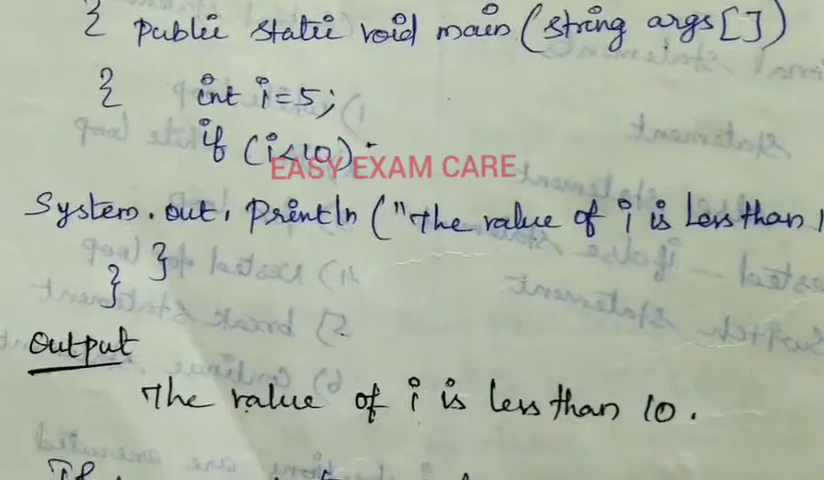 { public static void main (string args[])
{ int i=5;
if (i<10)
EASY EXAM CARE
System.out.println ("The value of i is less than 1
}
}
Output
The value of i is less than 10.